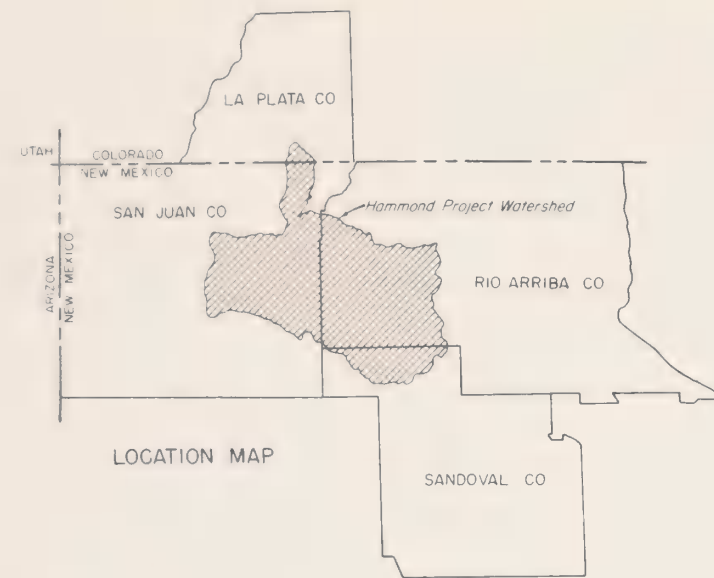 LA PLATA CO
UTAH
COLORADO
NEW MEXICO
SAN JUAN CO
Hammond Project Watershed
ARIZONA
NEW MEXICO
RIO ARRIBA CO
LOCATION MAP
SANDOVAL CO